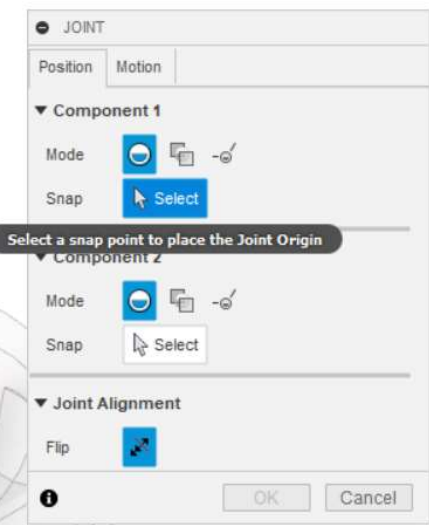 JOINT
Position Motion
Component 1
Mode
Snap Select
Select a snap point to place the Joint Origin
Component 2
Mode
Snap Select
Joint Alignment
Flip
OK Cancel